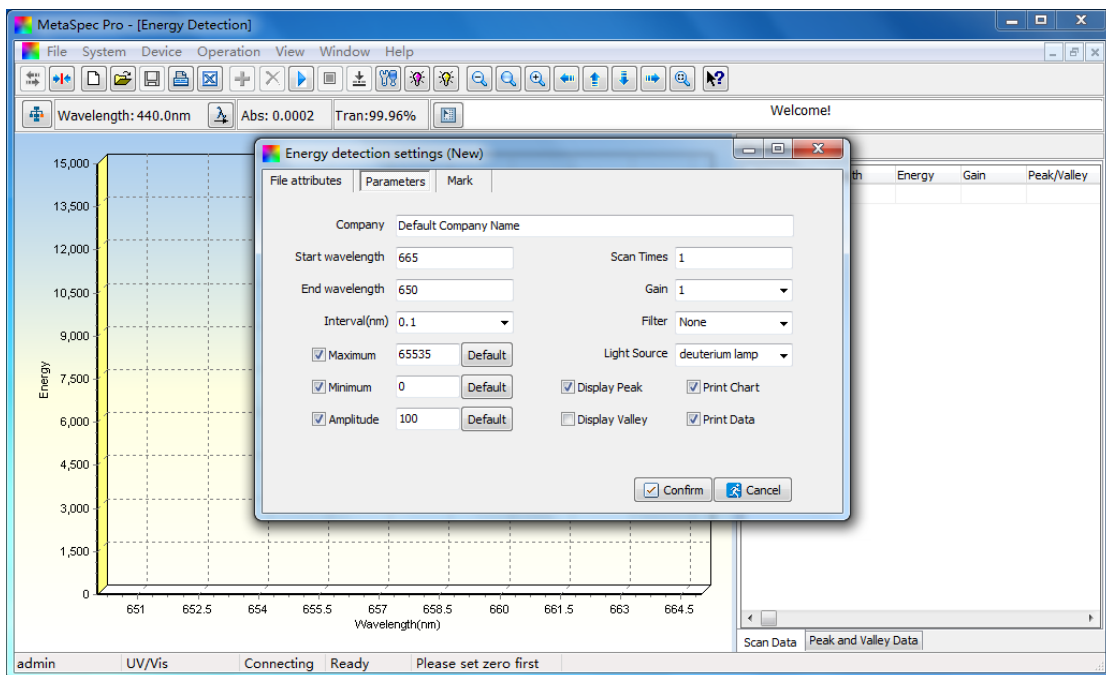 MetaSpec Pro - [Energy Detection]
File System Device Operation View Window Help
Wavelength: 440.0nm Abs: 0.0002 Tran:99.96% Welcome!
Energy detection settings (New)
File attributes Parameters Mark
Company Default Company Name
Start wavelength 665 Scan Times 1
End wavelength 650 Gain 1
Interval(nm) 0.1 Filter None
Maximum 65535 Default Light Source deuterium lamp
Minimum 0 Default Display Peak Print Chart
Amplitude 100 Default Display Valley Print Data
Confirm Cancel
th Energy Gain Peak/Valley
15,000
13,500
12,000
10,500
9,000
7,500
6,000
4,500
3,000
1,500
0
Energy
651 652.5 654 655.5 657 658.5 660 661.5 663 664.5
Wavelength(nm)
Scan Data Peak and Valley Data
admin UV/Vis Connecting Ready Please set zero first